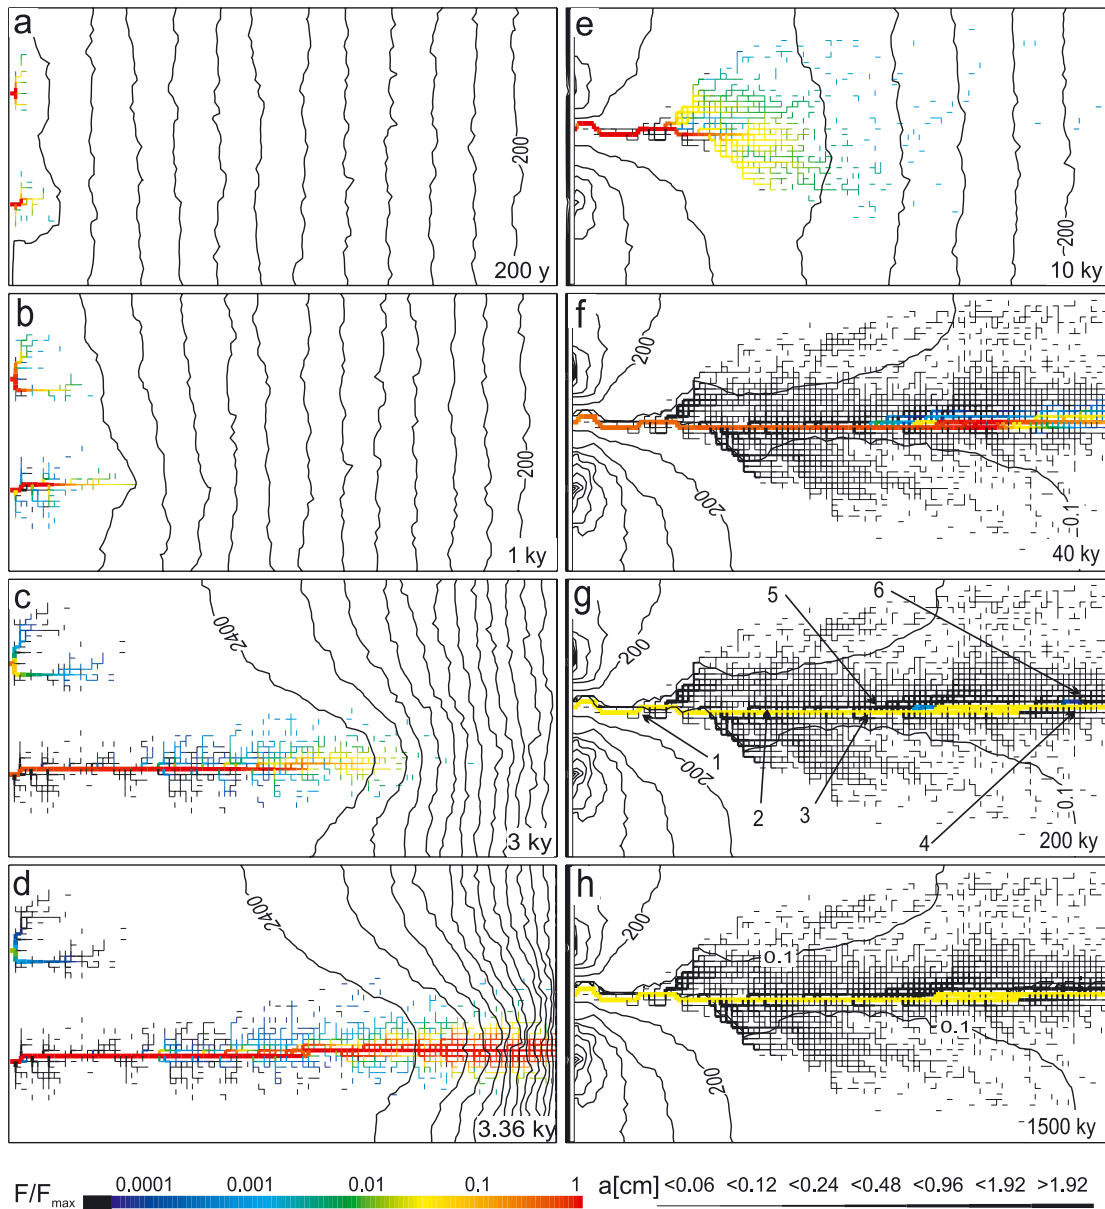 a
200
200 y
b
200
1 ky
c
2400
3 ky
d
2400
3.36 ky
e
200
10 ky
f
200
200
0.1
40 ky
g
5
6
200
1
200
2
3
4
0.1
200 ky
h
200
0.1
0.1
200
1500 ky
F/Fmax 0.0001 0.001 0.01 0.1 1
a[cm] <0.06 <0.12 <0.24 <0.48 <0.96 <1.92 >1.92